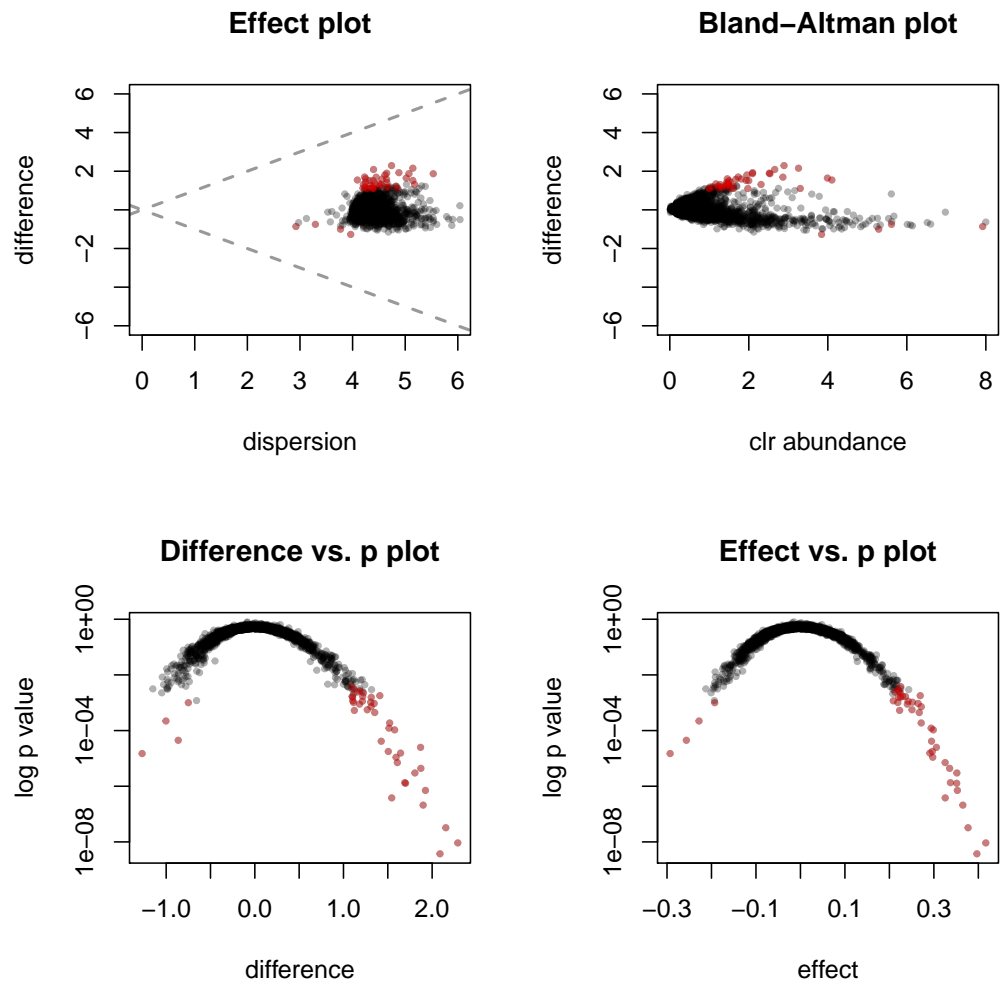 Effect plot
difference
6
4
2
−2
−6
0 1 2 3 4 5 6
dispersion
Bland−Altman plot
difference
6
4
2
−2
−6
0 2 4 6 8
clr abundance
Difference vs. p plot
log p value
1e+00
1e−04
1e−08
−1.0 0.0 1.0 2.0
difference
Effect vs. p plot
log p value
1e+00
1e−04
1e−08
−0.3 −0.1 0.1 0.3
effect